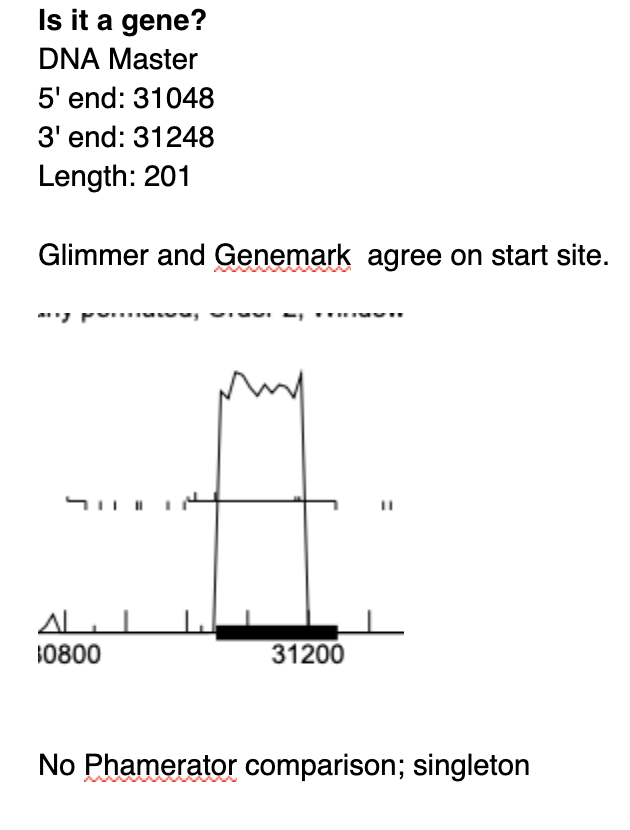 Is it a gene?
DNA Master
5' end: 31048
3' end: 31248
Length: 201
Glimmer and Genemark  agree on start site.
0800
31200
No Phamerator comparison; singleton